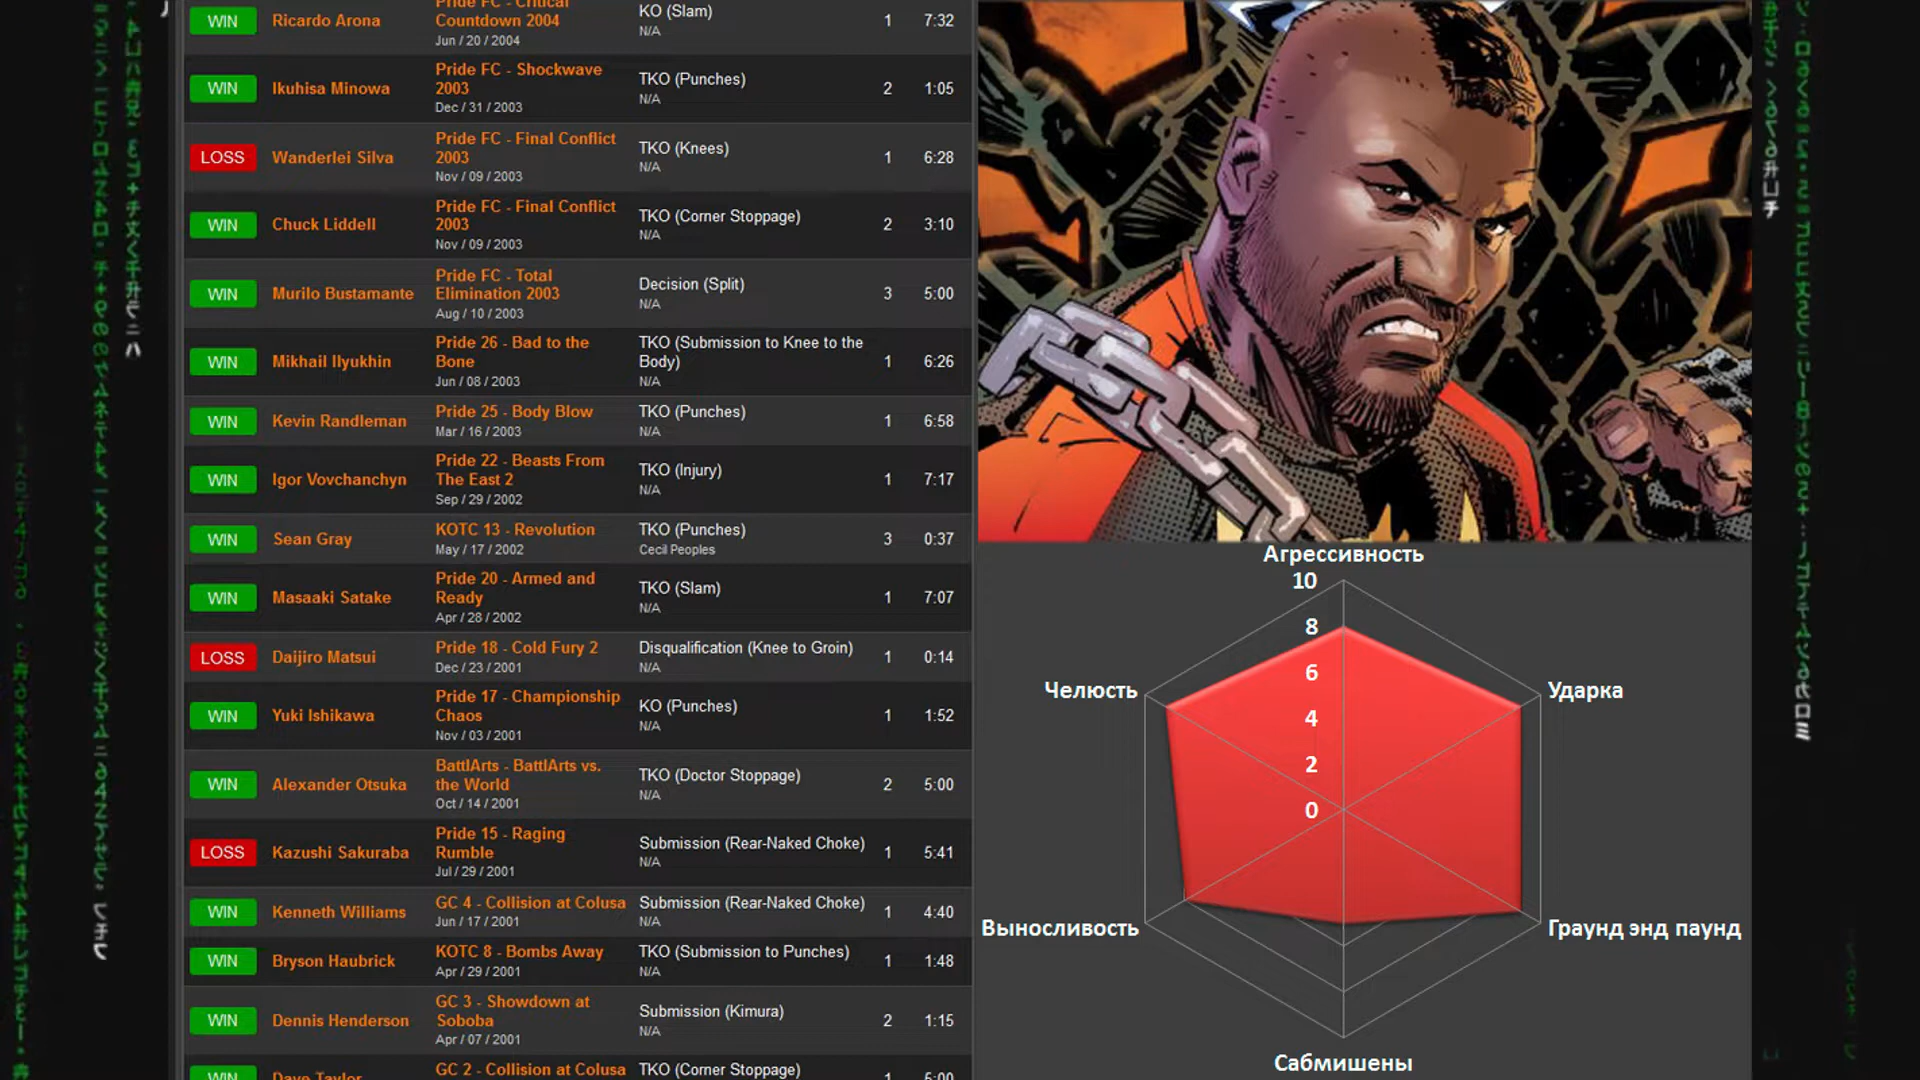 WIN Ricardo Arona Pride FC - Critical KO (Slam) 1 7:32
Countdown 2004 N/A
Jun / 20 / 2004
WIN Ikuhisa Minowa Pride FC - Shockwave TKO (Punches) 2 1:05
2003 N/A
Dec / 31 / 2003
LOSS Wanderlei Silva Pride FC - Final Conflict TKO (Knees) 1 6:28
2003 N/A
Nov / 09 / 2003
WIN Chuck Liddell Pride FC - Final Conflict TKO (Corner Stoppage) 2 3:10
2003 N/A
Nov / 09 / 2003
WIN Murilo Bustamante Pride FC - Total Decision (Split) 3 5:00
Elimination 2003 N/A
Aug / 10 / 2003
WIN Mikhail Ilyukhin Pride 26 - Bad to the TKO (Submission to Knee to the 1 6:26
Bone Body)
Jun / 08 / 2003 N/A
WIN Kevin Randleman Pride 25 - Body Blow TKO (Punches) 1 6:58
Mar / 16 / 2003 N/A
WIN Igor Vovchanchyn Pride 22 - Beasts From TKO (Injury) 1 7:17
The East 2 N/A
Sep / 29 / 2002
WIN Sean Gray KOTC 13 - Revolution TKO (Punches) 3 0:37
May / 17 / 2002 Cecil Peoples
WIN Masaaki Satake Pride 20 - Armed and TKO (Slam) 1 7:07
Ready N/A
Apr / 28 / 2002
LOSS Daijiro Matsui Pride 18 - Cold Fury 2 Disqualification (Knee to Groin) 1 0:14
Dec / 23 / 2001 N/A
WIN Yuki Ishikawa Pride 17 - Championship KO (Punches) 1 1:52
Chaos N/A
Nov / 03 / 2001
WIN Alexander Otsuka BattlArts - BattlArts vs. TKO (Doctor Stoppage) 2 5:00
the World N/A
Oct / 14 / 2001
LOSS Kazushi Sakuraba Pride 15 - Raging Submission (Rear-Naked Choke) 1 5:41
Rumble N/A
Jul / 29 / 2001
WIN Kenneth Williams GC 4 - Collision at Colusa Submission (Rear-Naked Choke) 1 4:40
Jun / 17 / 2001 N/A
WIN Bryson Haubrick KOTC 8 - Bombs Away TKO (Submission to Punches) 1 1:48
Apr / 29 / 2001 N/A
WIN Dennis Henderson GC 3 - Showdown at Submission (Kimura) 2 1:15
Soboba N/A
Apr / 07 / 2001
WIN Dave Taylor GC 2 - Collision at Colusa TKO (Corner Stoppage) 1 5:00
Агрессивность
10
8
6
4
2
0
Челюсть Ударка
Выносливость Граунд энд паунд
Сабмишены